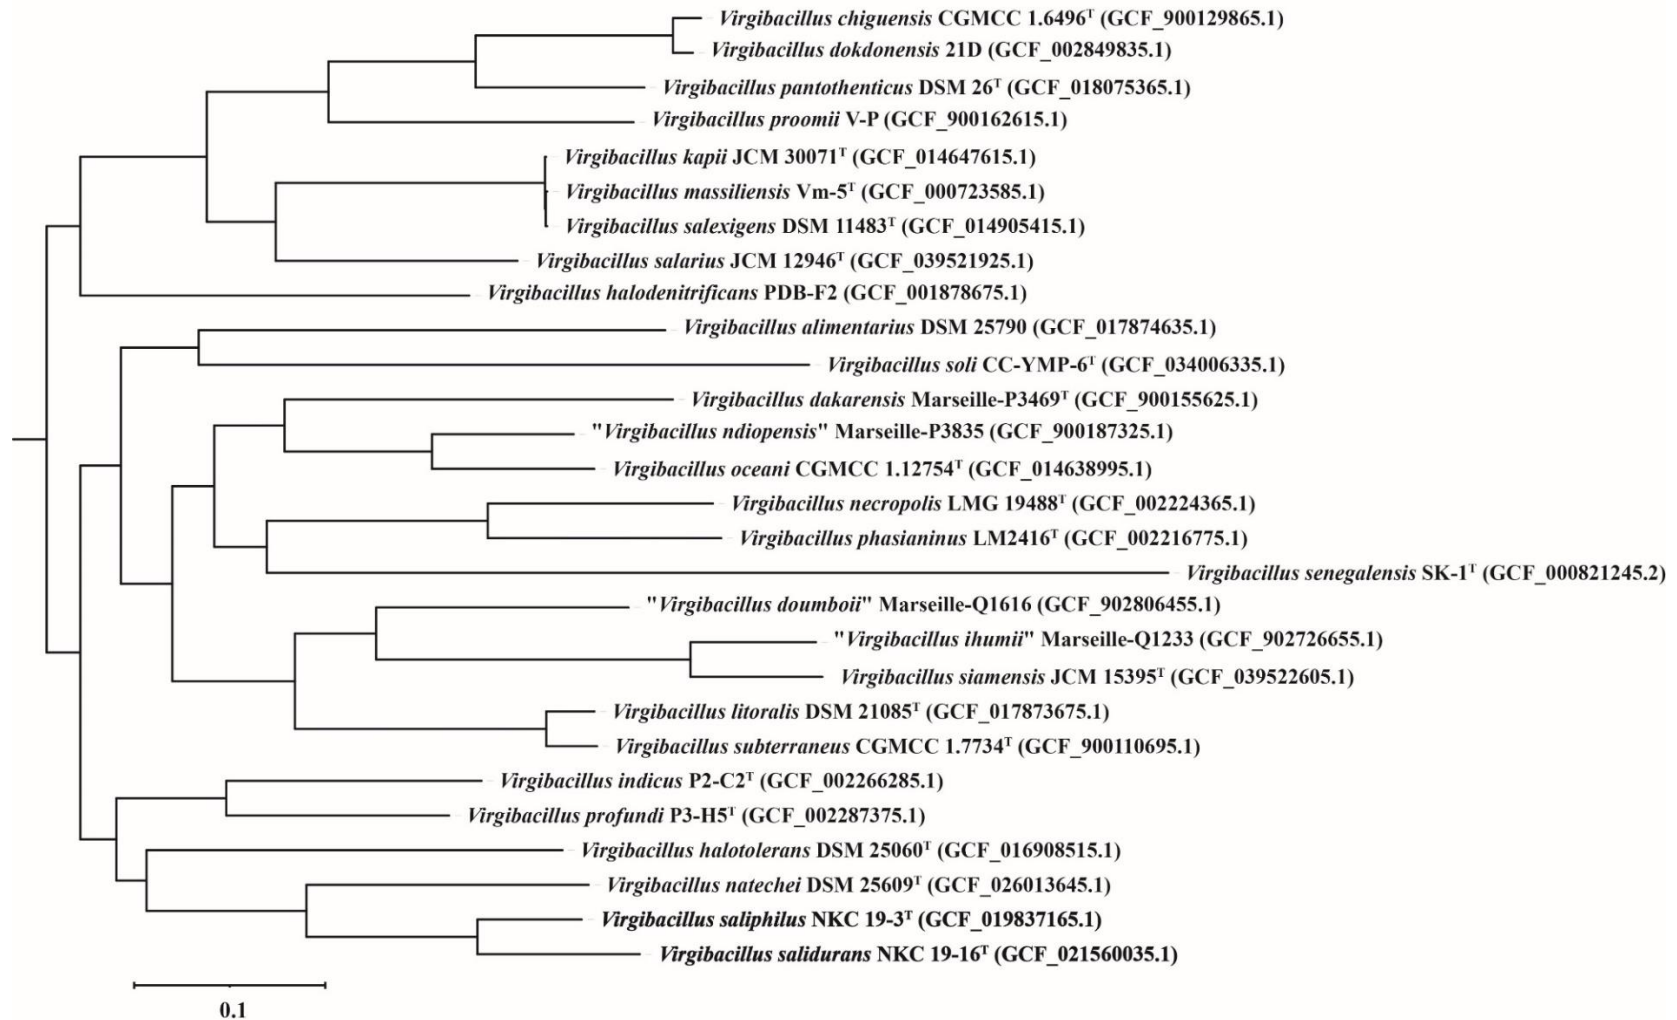 Virgibacillus chiguensis CGMCC 1.6496ᵀ (GCF_900129865.1)
Virgibacillus dokdonensis 21D (GCF_002849835.1)
Virgibacillus pantothenticus DSM 26ᵀ (GCF_018075365.1)
Virgibacillus proomii V-P (GCF_900162615.1)
Virgibacillus kapii JCM 30071ᵀ (GCF_014647615.1)
Virgibacillus massiliensis Vm-5ᵀ (GCF_000723585.1)
Virgibacillus salexigens DSM 11483ᵀ (GCF_014905415.1)
Virgibacillus salarius JCM 12946ᵀ (GCF_039521925.1)
Virgibacillus halodenitrificans PDB-F2 (GCF_001878675.1)
Virgibacillus alimentarius DSM 25790 (GCF_017874635.1)
Virgibacillus soli CC-YMP-6ᵀ (GCF_034006335.1)
Virgibacillus dakarensis Marseille-P3469ᵀ (GCF_900155625.1)
"Virgibacillus ndiopensis" Marseille-P3835 (GCF_900187325.1)
Virgibacillus oceani CGMCC 1.12754ᵀ (GCF_014638995.1)
Virgibacillus necropolis LMG 19488ᵀ (GCF_002224365.1)
Virgibacillus phasianinus LM2416ᵀ (GCF_002216775.1)
Virgibacillus senegalensis SK-1ᵀ (GCF_000821245.2)
"Virgibacillus doumboii" Marseille-Q1616 (GCF_902806455.1)
"Virgibacillus ihumii" Marseille-Q1233 (GCF_902726655.1)
Virgibacillus siamensis JCM 15395ᵀ (GCF_039522605.1)
Virgibacillus litoralis DSM 21085ᵀ (GCF_017873675.1)
Virgibacillus subterraneus CGMCC 1.7734ᵀ (GCF_900110695.1)
Virgibacillus indicus P2-C2ᵀ (GCF_002266285.1)
Virgibacillus profundi P3-H5ᵀ (GCF_002287375.1)
Virgibacillus halotolerans DSM 25060ᵀ (GCF_016908515.1)
Virgibacillus natechei DSM 25609ᵀ (GCF_026013645.1)
Virgibacillus saliphilus NKC 19-3ᵀ (GCF_019837165.1)
Virgibacillus salidurans NKC 19-16ᵀ (GCF_021560035.1)
0.1